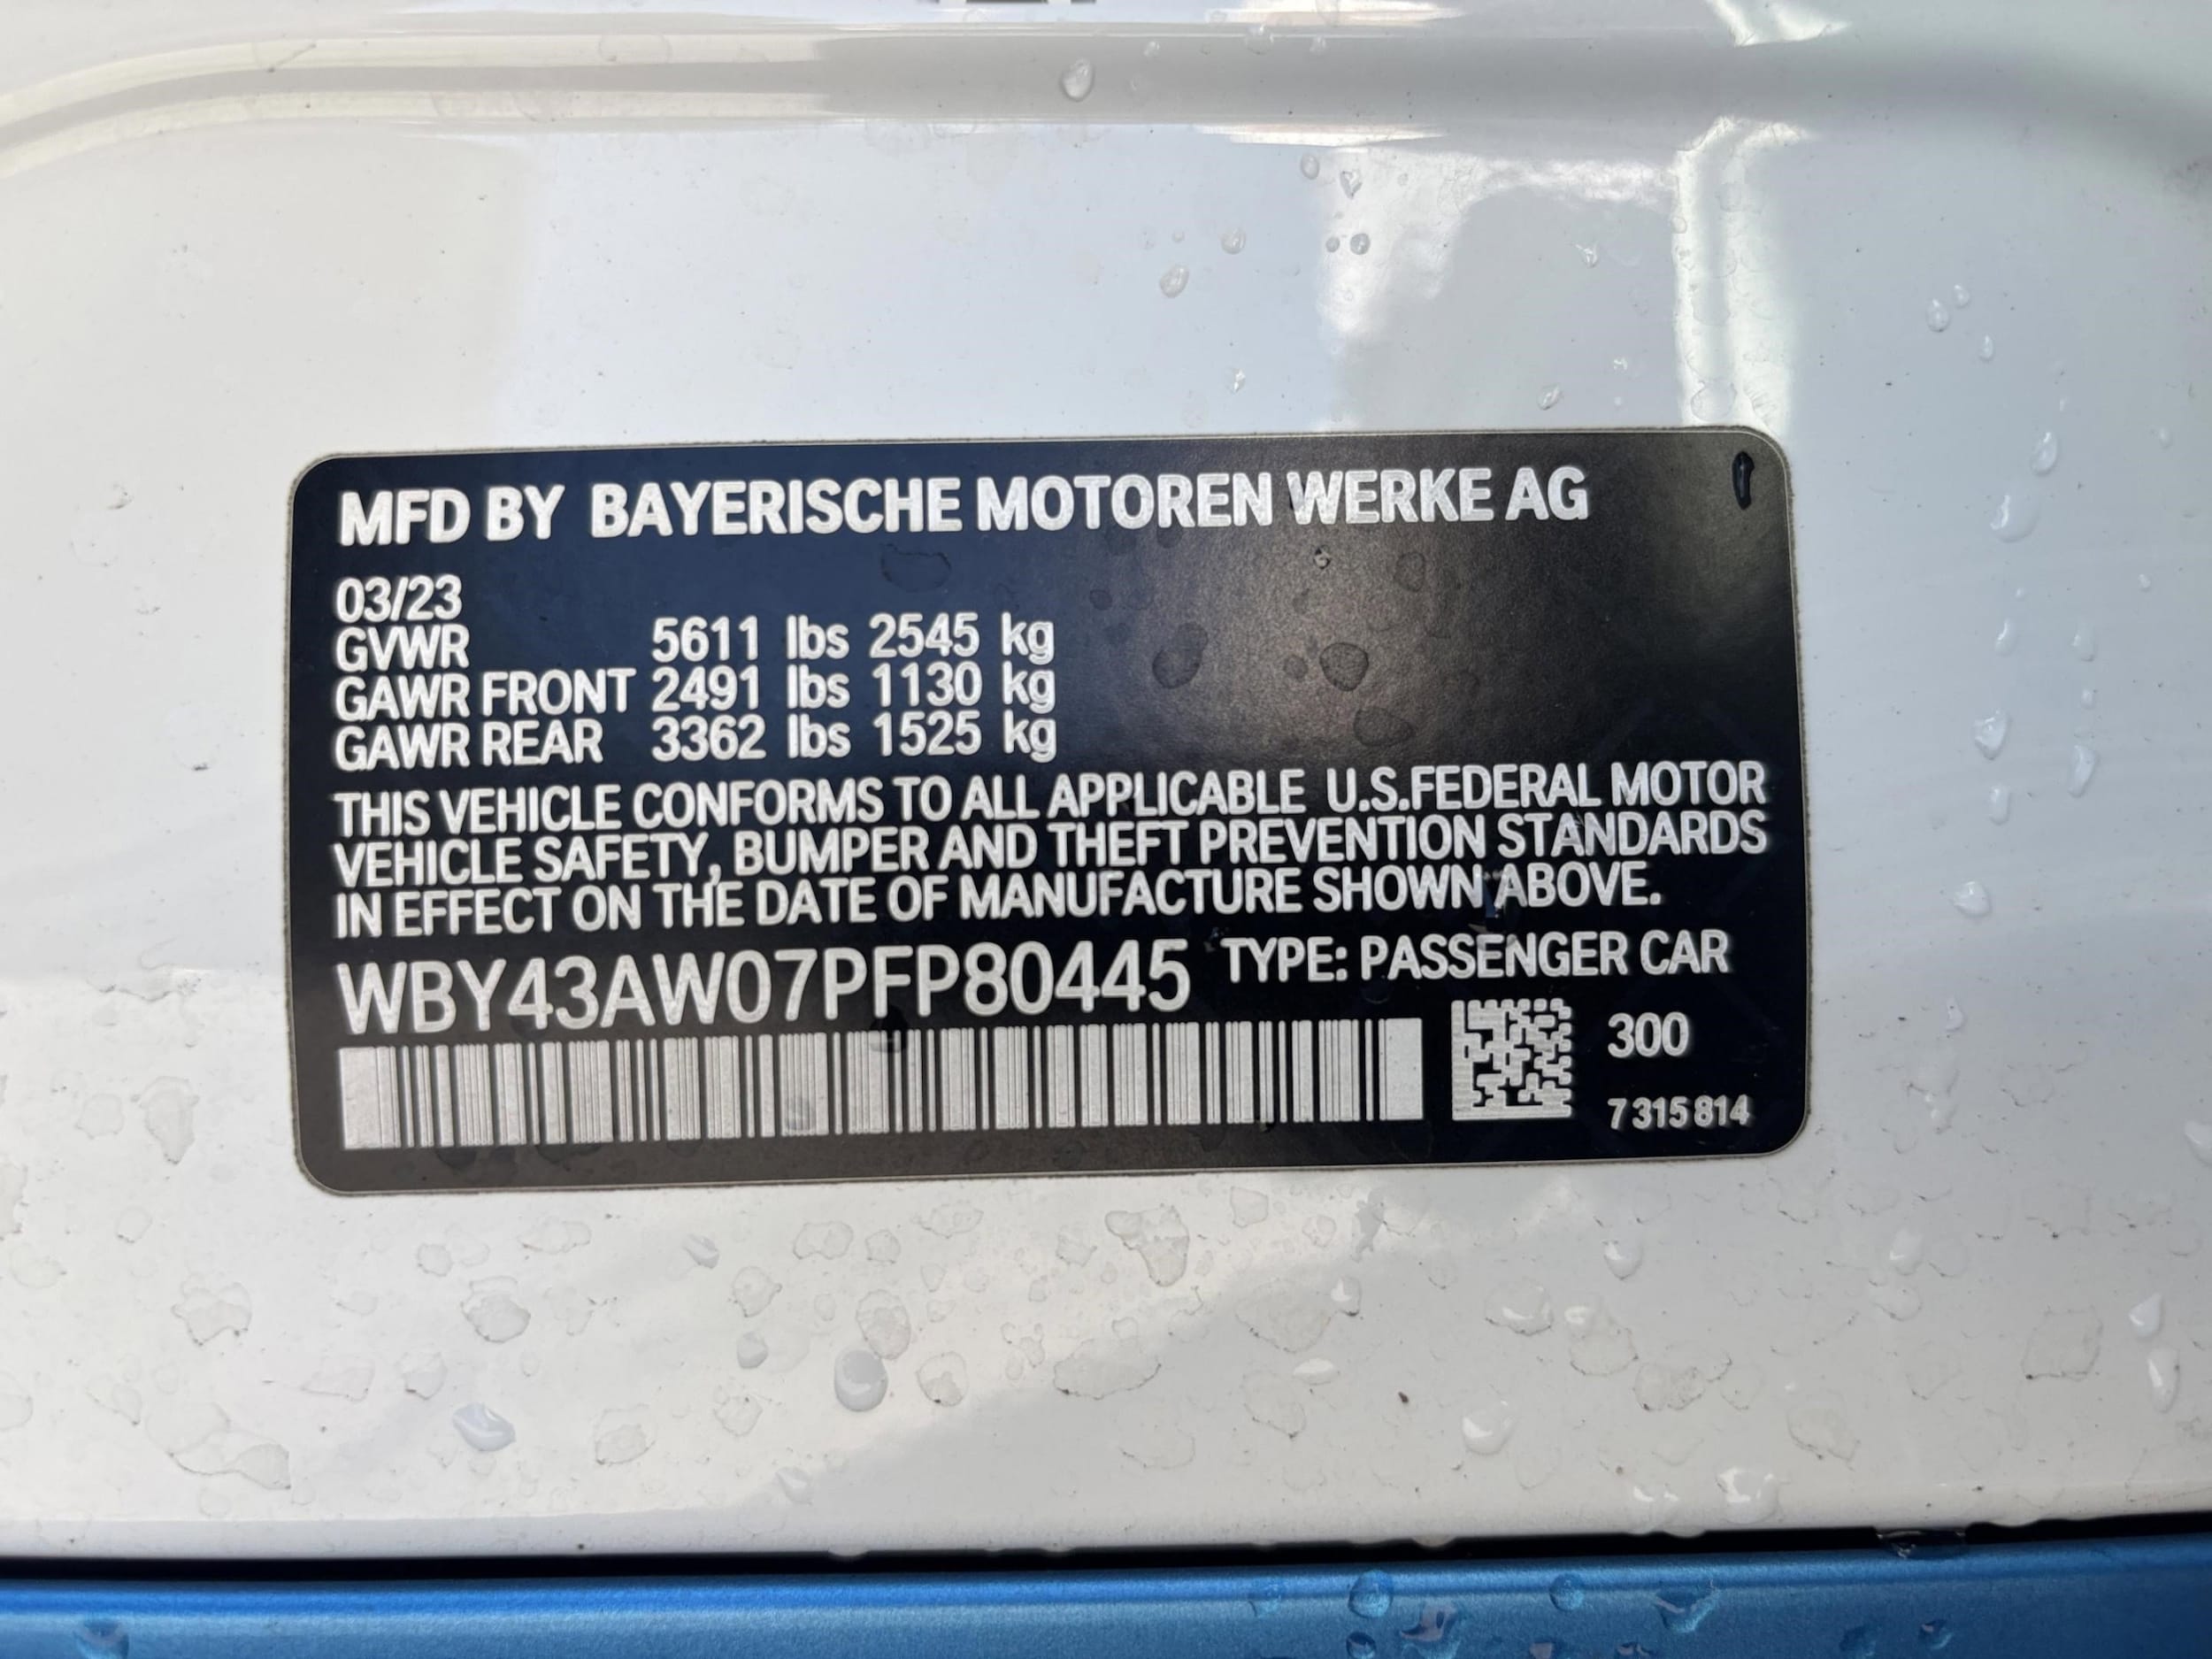 MFD BY BAYERISCHE MOTOREN WERKE AG
03/23
GVWR 5611 lbs 2545 kg
GAWR FRONT 2491 lbs 1130 kg
GAWR REAR 3362 lbs 1525 kg
THIS VEHICLE CONFORMS TO ALL APPLICABLE U.S.FEDERAL MOTOR
VEHICLE SAFETY, BUMPER AND THEFT PREVENTION STANDARDS
IN EFFECT ON THE DATE OF MANUFACTURE SHOWN ABOVE.
WBY43AW07PFP80445 TYPE: PASSENGER CAR
300
7 315 814